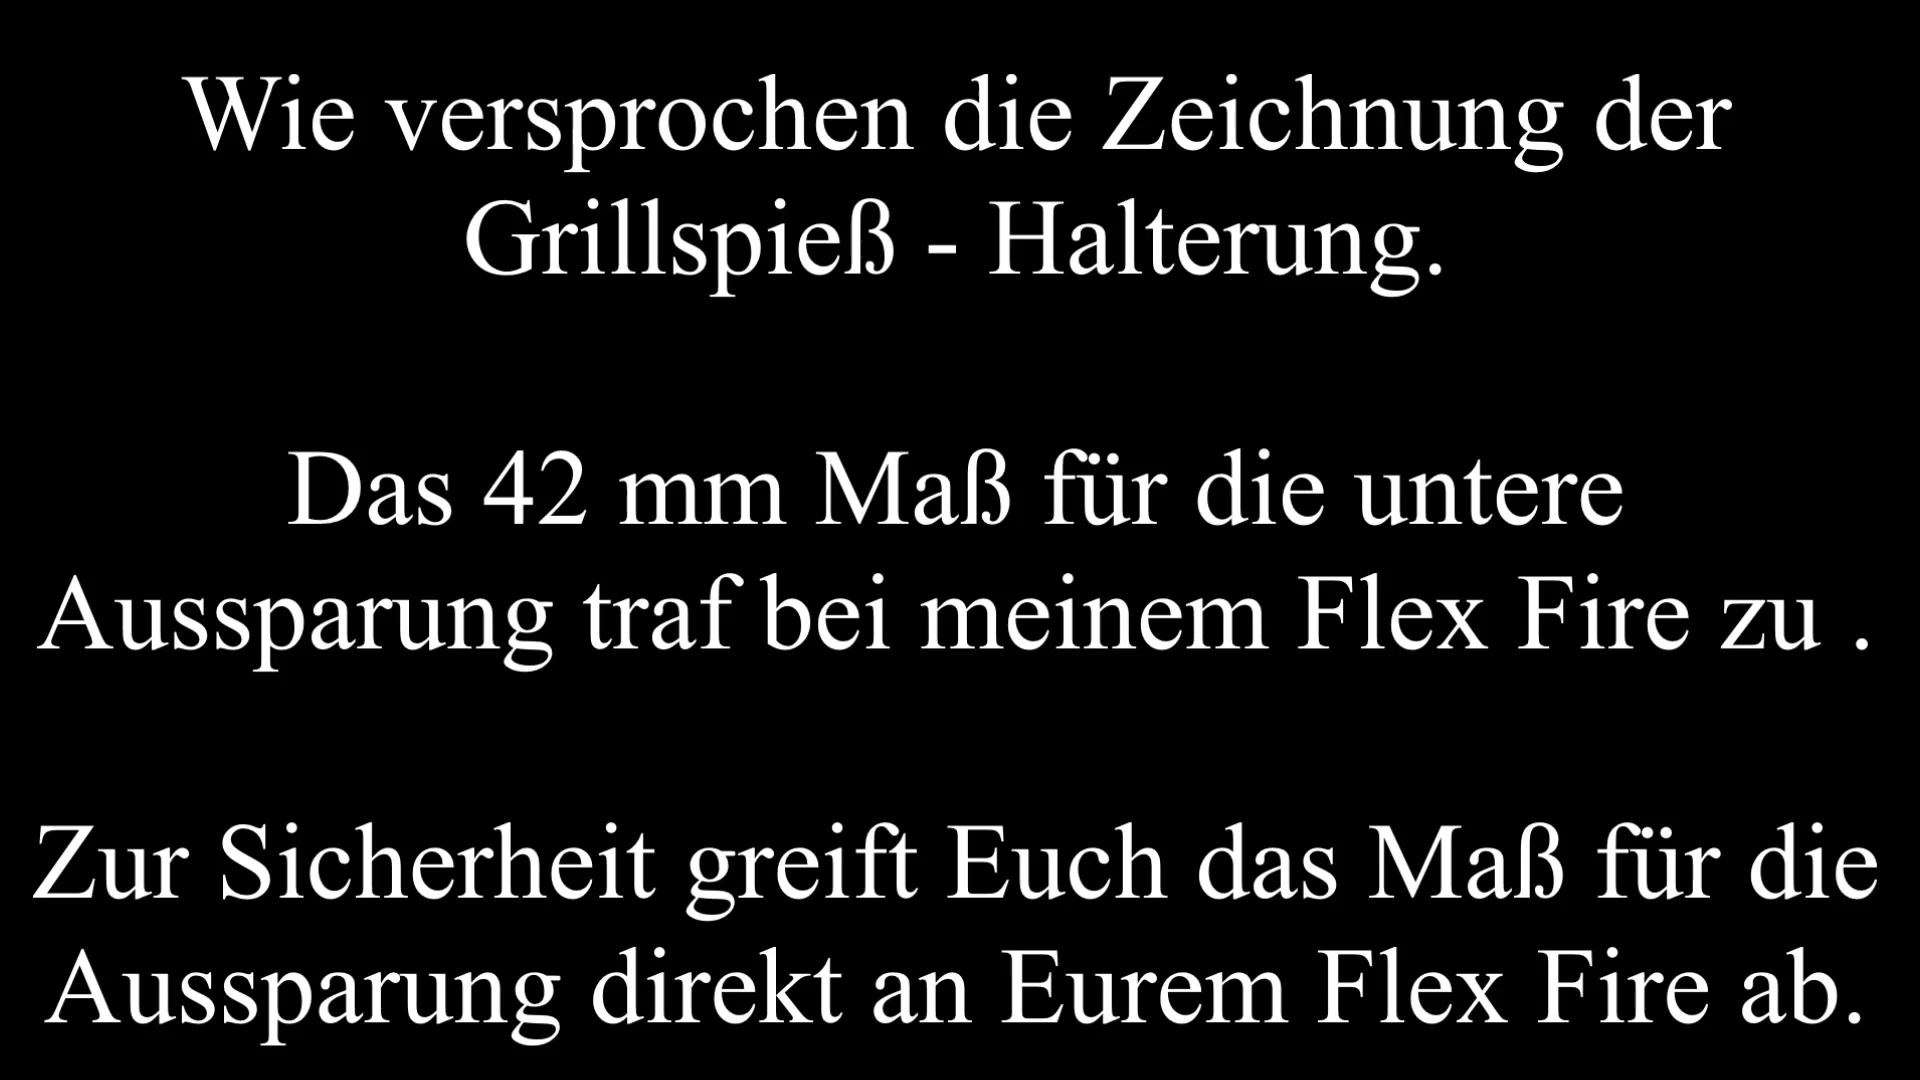 Wie versprochen die Zeichnung der
Grillspieß - Halterung.
Das 42 mm Maß für die untere
Aussparung traf bei meinem Flex Fire zu .
Zur Sicherheit greift Euch das Maß für die
Aussparung direkt an Eurem Flex Fire ab.